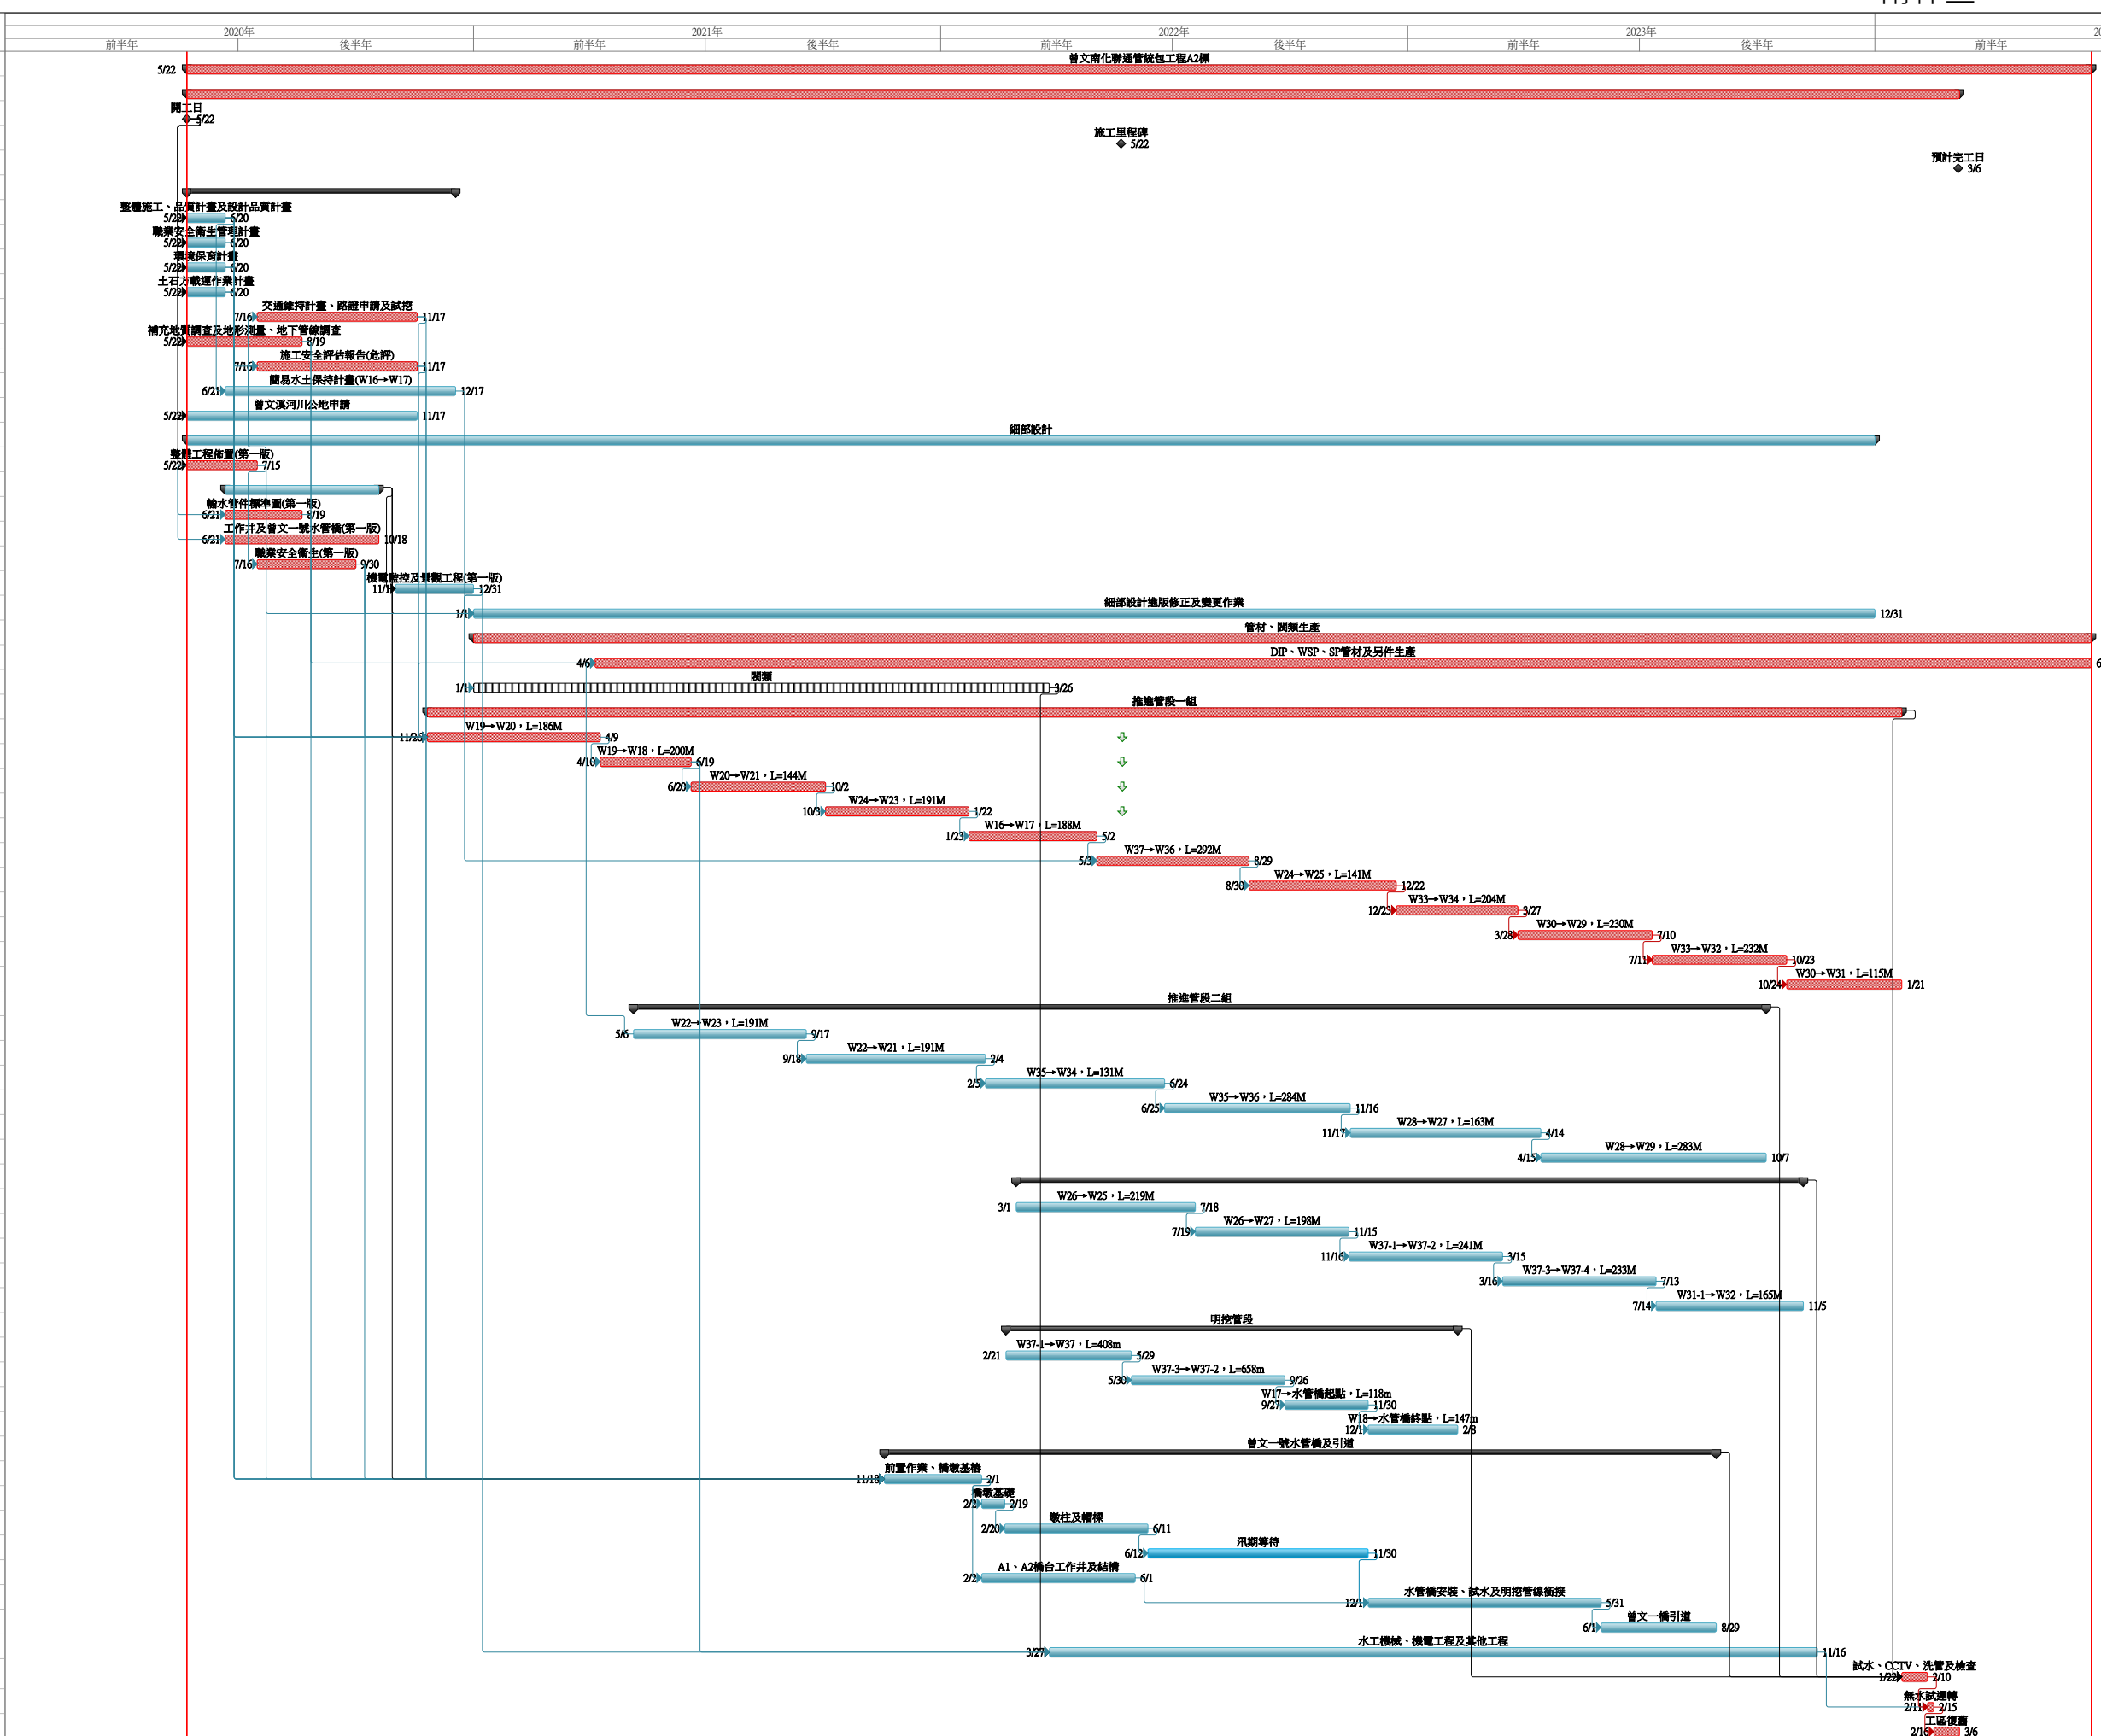 2020年 2021年 2022年 2023年
前半年 後半年 前半年 後半年 前半年 後半年 前半年 後半年 前半年
曾文南化聯通管統包工程A2標
5/22
開工日
5/22
施工里程碑
5/22
預計完工日
3/6
整體施工、品質計畫及設計品質計畫
5/22 6/20
職業安全衛生管理計畫
5/22 6/20
環境保育計畫
5/22 6/20
土石方載運作業計畫
5/22 6/20
交通維持計畫、路證申請及試挖
7/16 11/17
補充地質調查及地形測量、地下管線調查
5/22 8/19
施工安全評估報告(危評)
7/16 11/17
簡易水土保持計畫(W16→W17)
6/21 12/17
曾文溪河川公地申請
5/22 11/17
細部設計
整體工程佈置(第一版)
5/22 7/15
輸水管件標準圖(第一版)
6/21 8/19
工作井及曾文一號水管橋(第一版)
6/21 10/18
職業安全衛生(第一版)
7/16 9/30
機電監控及景觀工程(第一版)
11/1 12/31
細部設計進版修正及變更作業
1/1 12/31
管材、閥類生產
DIP、WSP、SP管材及另件生產
4/6
閥類
1/1 3/26
推進管段一組
W19→W20，L=186M
11/26 4/9
W19→W18，L=200M
4/10 6/19
W20→W21，L=144M
6/20 10/2
W24→W23，L=191M
10/3 1/22
W16→W17，L=188M
1/23 5/2
W37→W36，L=292M
5/3 8/29
W24→W25，L=141M
8/30 12/22
W33→W34，L=204M
12/23 3/27
W30→W29，L=230M
3/28 7/10
W33→W32，L=232M
7/11 10/23
W30→W31，L=115M
10/24 1/21
推進管段二組
W22→W23，L=191M
5/6 9/17
W22→W21，L=191M
9/18 2/4
W35→W34，L=131M
2/5 6/24
W35→W36，L=284M
6/25 11/16
W28→W27，L=163M
11/17 4/14
W28→W29，L=283M
4/15 10/7
W26→W25，L=219M
3/1 7/18
W26→W27，L=198M
7/19 11/15
W37-1→W37-2，L=241M
11/16 3/15
W37-3→W37-4，L=233M
3/16 7/13
W31-1→W32，L=165M
7/14 11/5
明挖管段
W37-1→W37，L=408m
2/21 5/29
W37-3→W37-2，L=658m
5/30 9/26
W17→水管橋起點，L=118m
9/27 11/30
W18→水管橋終點，L=147m
12/1 2/8
曾文一號水管橋及引道
前置作業、橋墩基樁
11/18 2/1
橋墩基礎
2/2 2/19
墩柱及帽樑
2/20 6/11
汛期等待
6/12 11/30
A1、A2橋台工作井及結構
2/2 6/1
水管橋安裝、試水及明挖管線銜接
12/1 5/31
曾文一橋引道
6/1 8/29
水工機械、機電工程及其他工程
3/27 11/16
試水、CCTV、洗管及檢查
1/22 2/10
無水試運轉
2/11 2/15
工區復舊
2/16 3/6